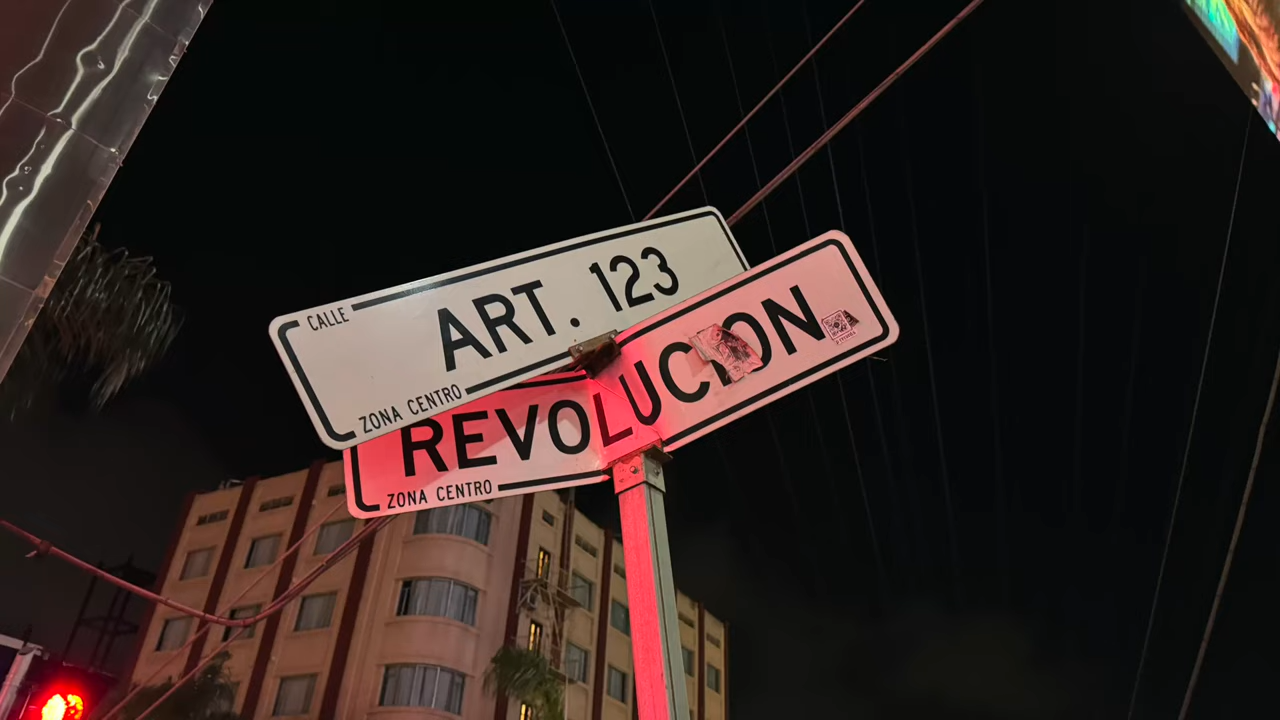 CALLE
ART. 123
ZONA CENTRO
REVOLUCION
ZONA CENTRO